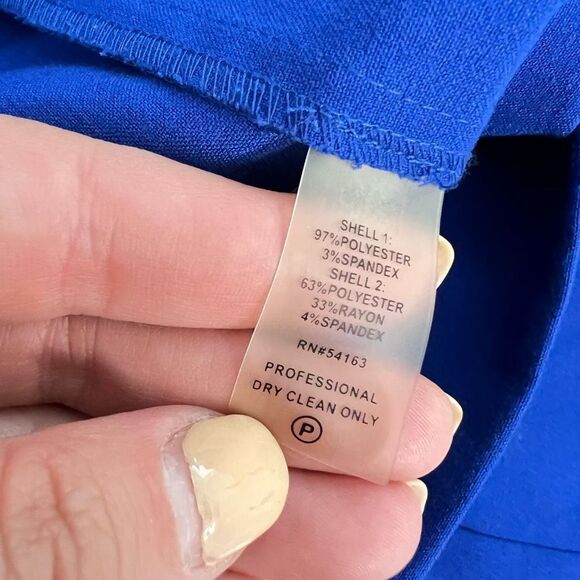 SHELL 1:
97%POLYESTER
3%SPANDEX
SHELL 2:
63%POLYESTER
33%RAYON
4%SPANDEX
RN#54163
PROFESSIONAL
DRY CLEAN ONLY
P